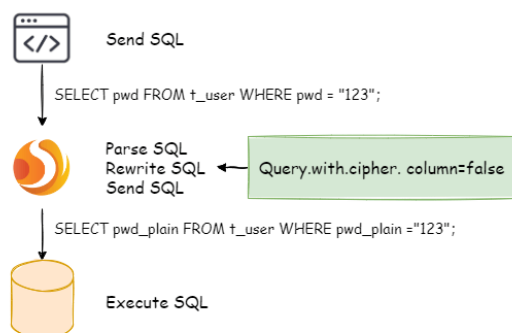 </>
Send SQL
SELECT pwd FROM t_user WHERE pwd = "123";
Parse SQL
Rewrite SQL
Send SQL
Query.with.cipher. column=false
SELECT pwd_plain FROM t_user WHERE pwd_plain ="123";
Execute SQL